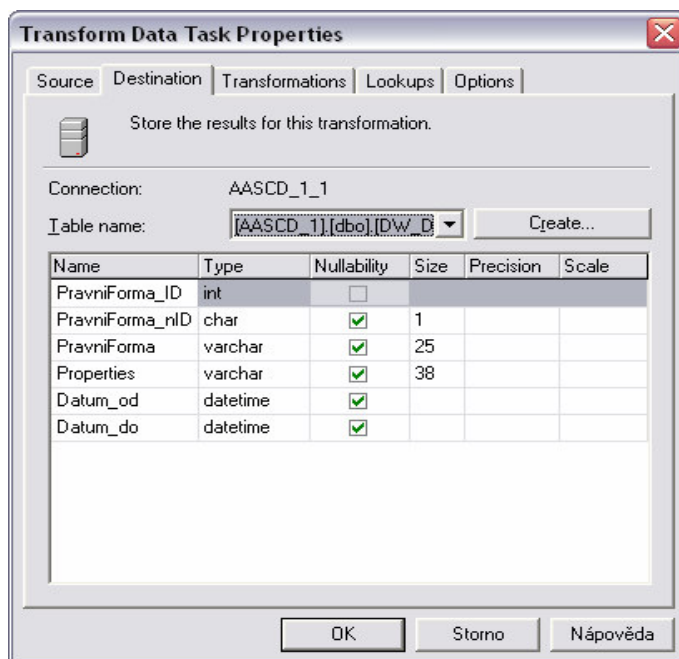 Transform Data Task Properties
Source Destination Transformations Lookups Options
Store the results for this transformation.
Connection: AASCD_1_1
Table name: [AASCD_1].[dbo].[DW_D Create...
Name Type Nullability Size Precision Scale
PravniForma_ID int
PravniForma_nID char 1
PravniForma varchar 25
Properties varchar 38
Datum_od datetime
Datum_do datetime
OK Storno Nápověda